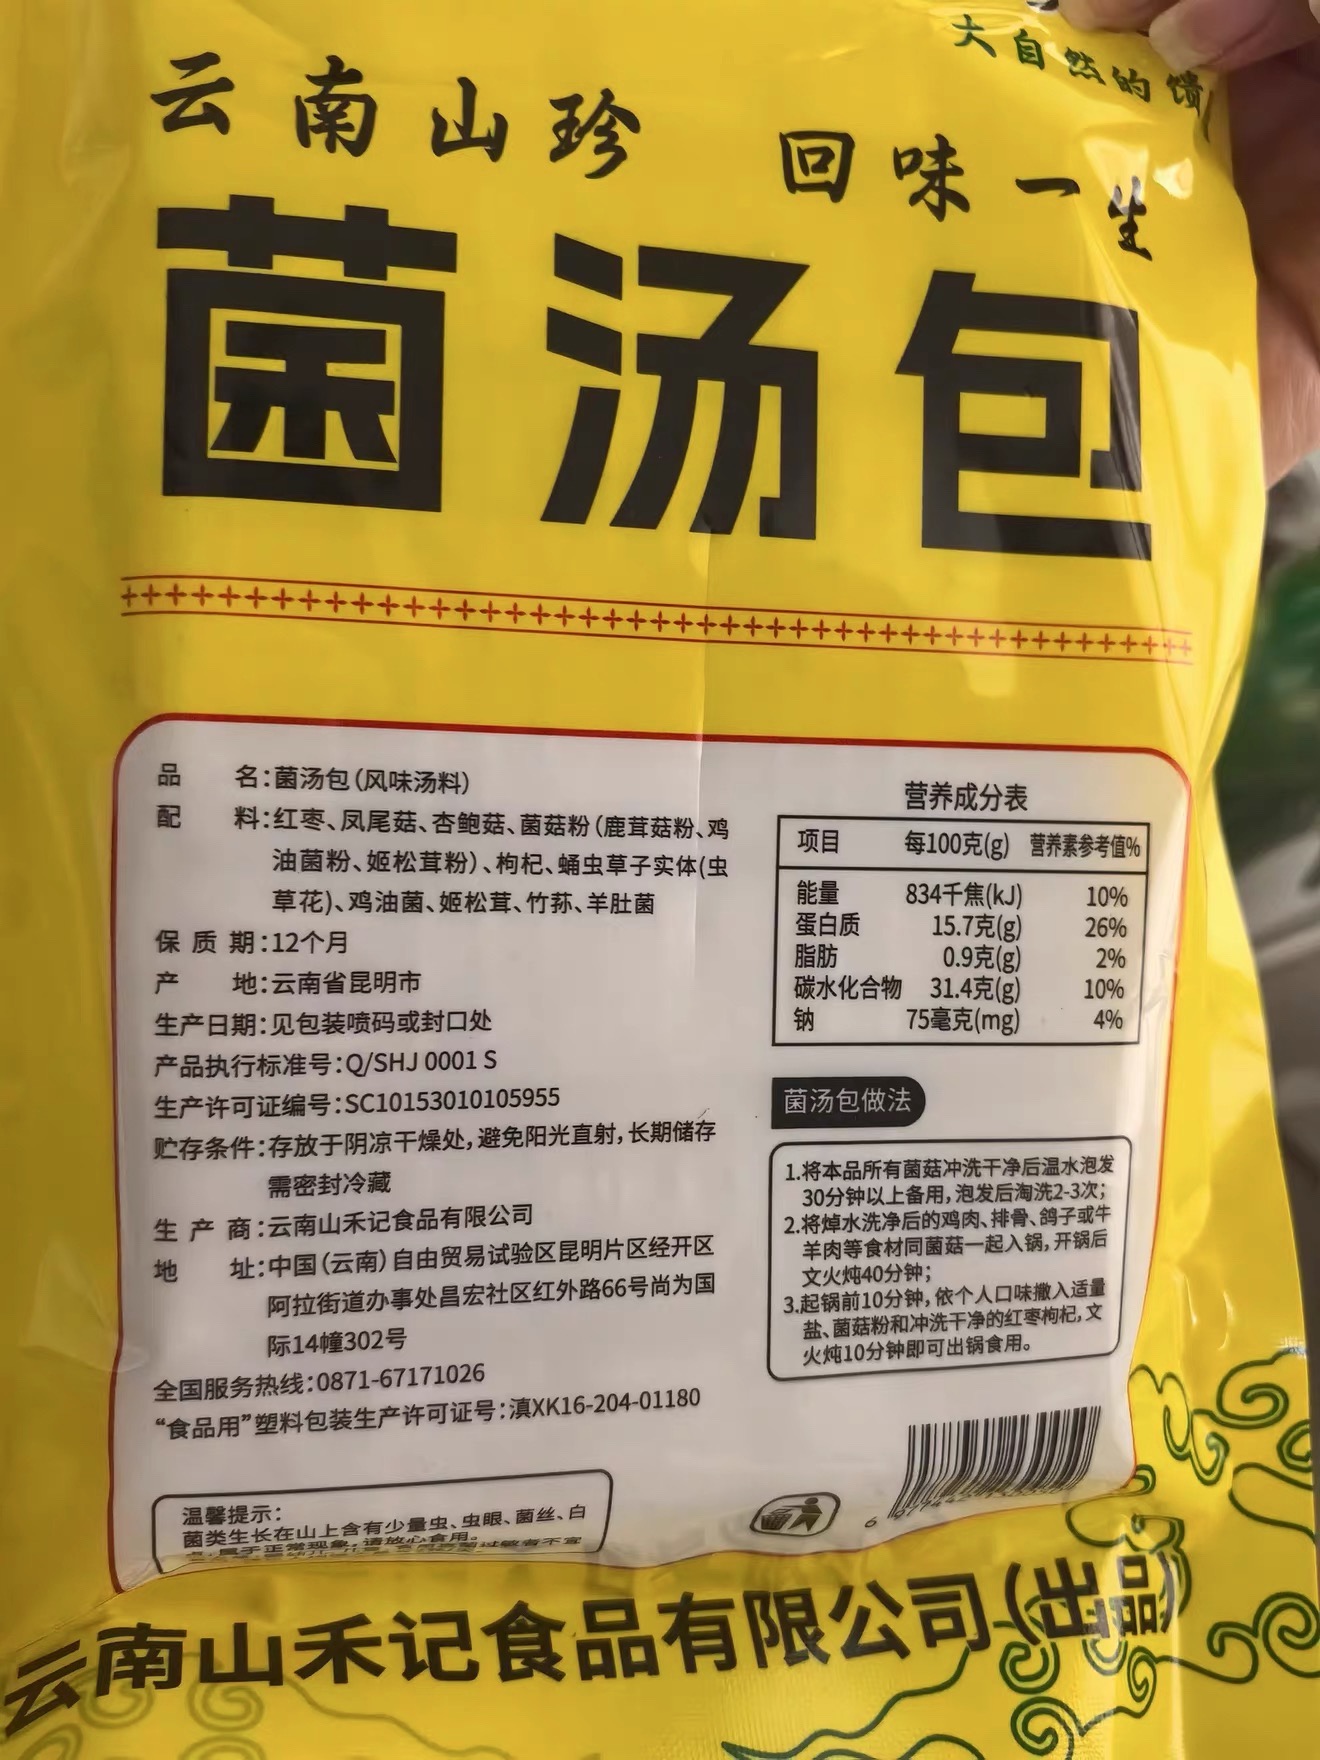 大自然的馈
云南山珍 回味一生
菌汤包
品 名:菌汤包(风味汤料)
配 料:红枣、凤尾菇、杏鲍菇、菌菇粉(鹿茸菇粉、鸡
油菌粉、姬松茸粉)、枸杞、蛹虫草子实体(虫
草花)、鸡油菌、姬松茸、竹荪、羊肚菌
保质期:12个月
产 地:云南省昆明市
生产日期:见包装喷码或封口处
产品执行标准号:Q/SHJ 0001 S
生产许可证编号:SC10153010105955
贮存条件:存放于阴凉干燥处,避免阳光直射,长期储存
需密封冷藏
生产商:云南山禾记食品有限公司
地 址:中国(云南)自由贸易试验区昆明片区经开区
阿拉街道办事处昌宏社区红外路66号尚为国
际14幢302号
全国服务热线:0871-67171026
“食品用”塑料包装生产许可证号:滇XK16-204-01180
温馨提示:
菌类生长在山上含有少量虫、虫眼、菌丝、白
属于正常现象,请放心食用。
营养成分表
项目 每100克(g) 营养素参考值%
能量 834千焦(kJ) 10%
蛋白质 15.7克(g) 26%
脂肪 0.9克(g) 2%
碳水化合物 31.4克(g) 10%
钠 75毫克(mg) 4%
菌汤包做法
1.将本品所有菌菇冲洗干净后温水泡发
30分钟以上备用,泡发后淘洗2-3次;
2.将焯水洗净后的鸡肉、排骨、鸽子或牛
羊肉等食材同菌菇一起入锅,开锅后
文火炖40分钟;
3.起锅前10分钟,依个人口味撒入适量
盐、菌菇粉和冲洗干净的红枣枸杞,文
火炖10分钟即可出锅食用。
云南山禾记食品有限公司(出品)